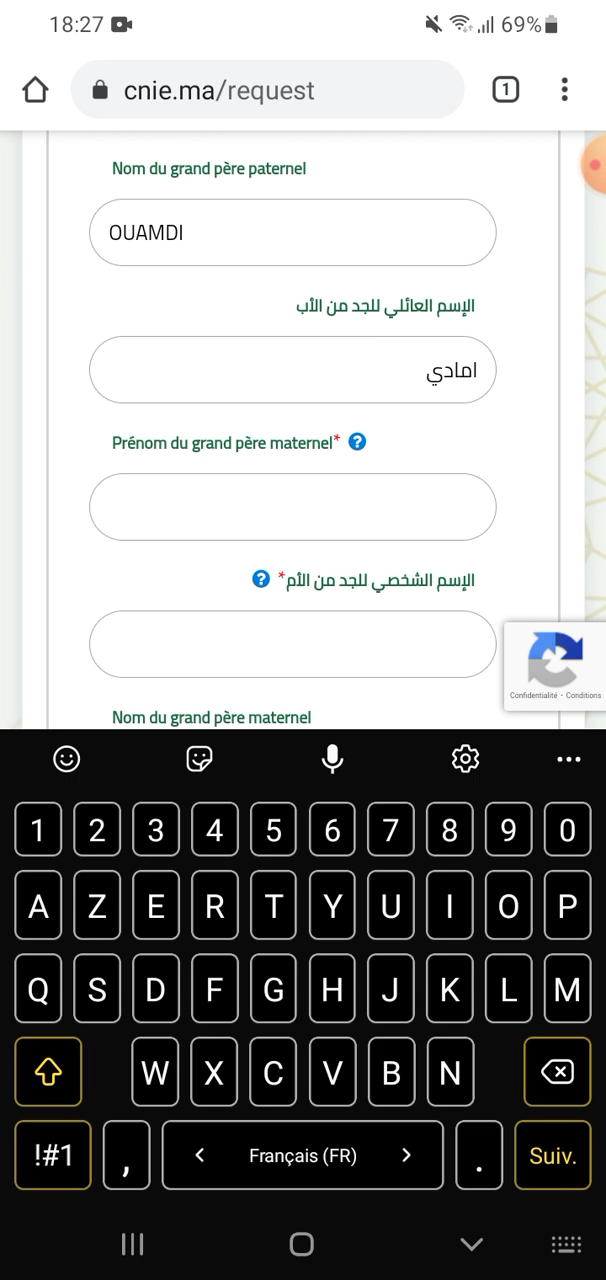 18:27 69%
cnie.ma/request 1
Nom du grand père paternel
OUAMDI
الإسم العائلي للجد من الأب
امادي
Prénom du grand père maternel* ?
الإسم الشخصي للجد من الأم* ?
Confidentialité - Conditions
Nom du grand père maternel
1 2 3 4 5 6 7 8 9 0
A Z E R T Y U I O P
Q S D F G H J K L M
W X C V B N
!#1 , < Français (FR) > . Suiv.